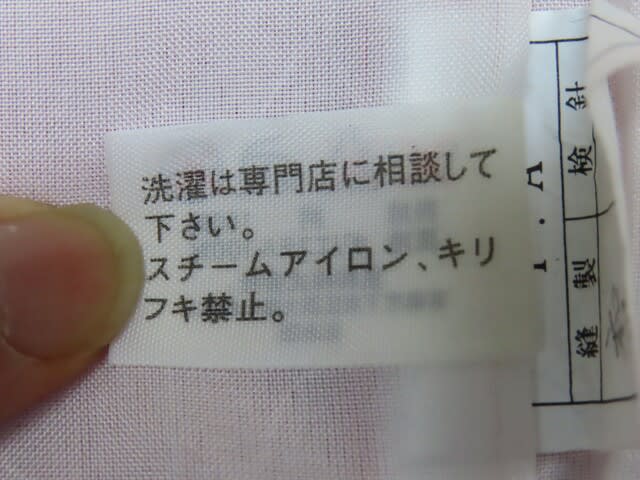 洗濯は専門店に相談して
下さい。
スチームアイロン、キリ
フキ禁止。
検針
縫製